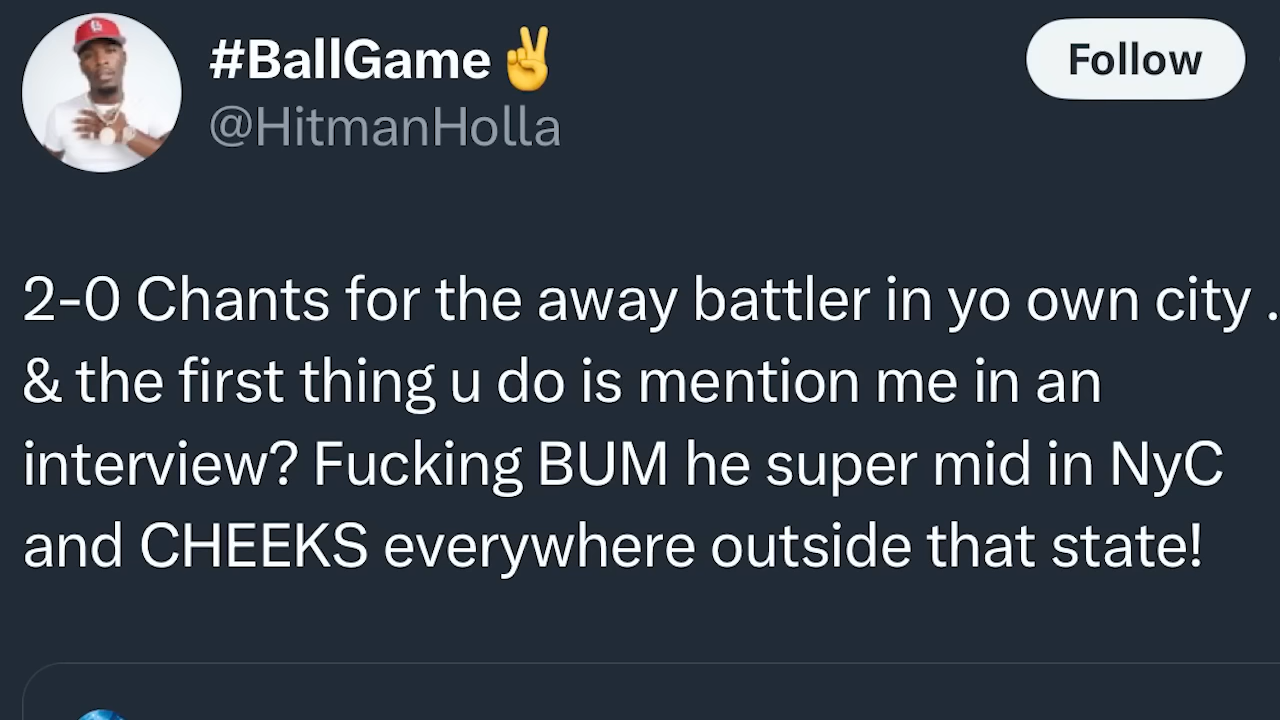 #BallGame✌️
@HitmanHolla
Follow
2-0 Chants for the away battler in yo own city .
& the first thing u do is mention me in an
interview? Fucking BUM he super mid in NyC
and CHEEKS everywhere outside that state!